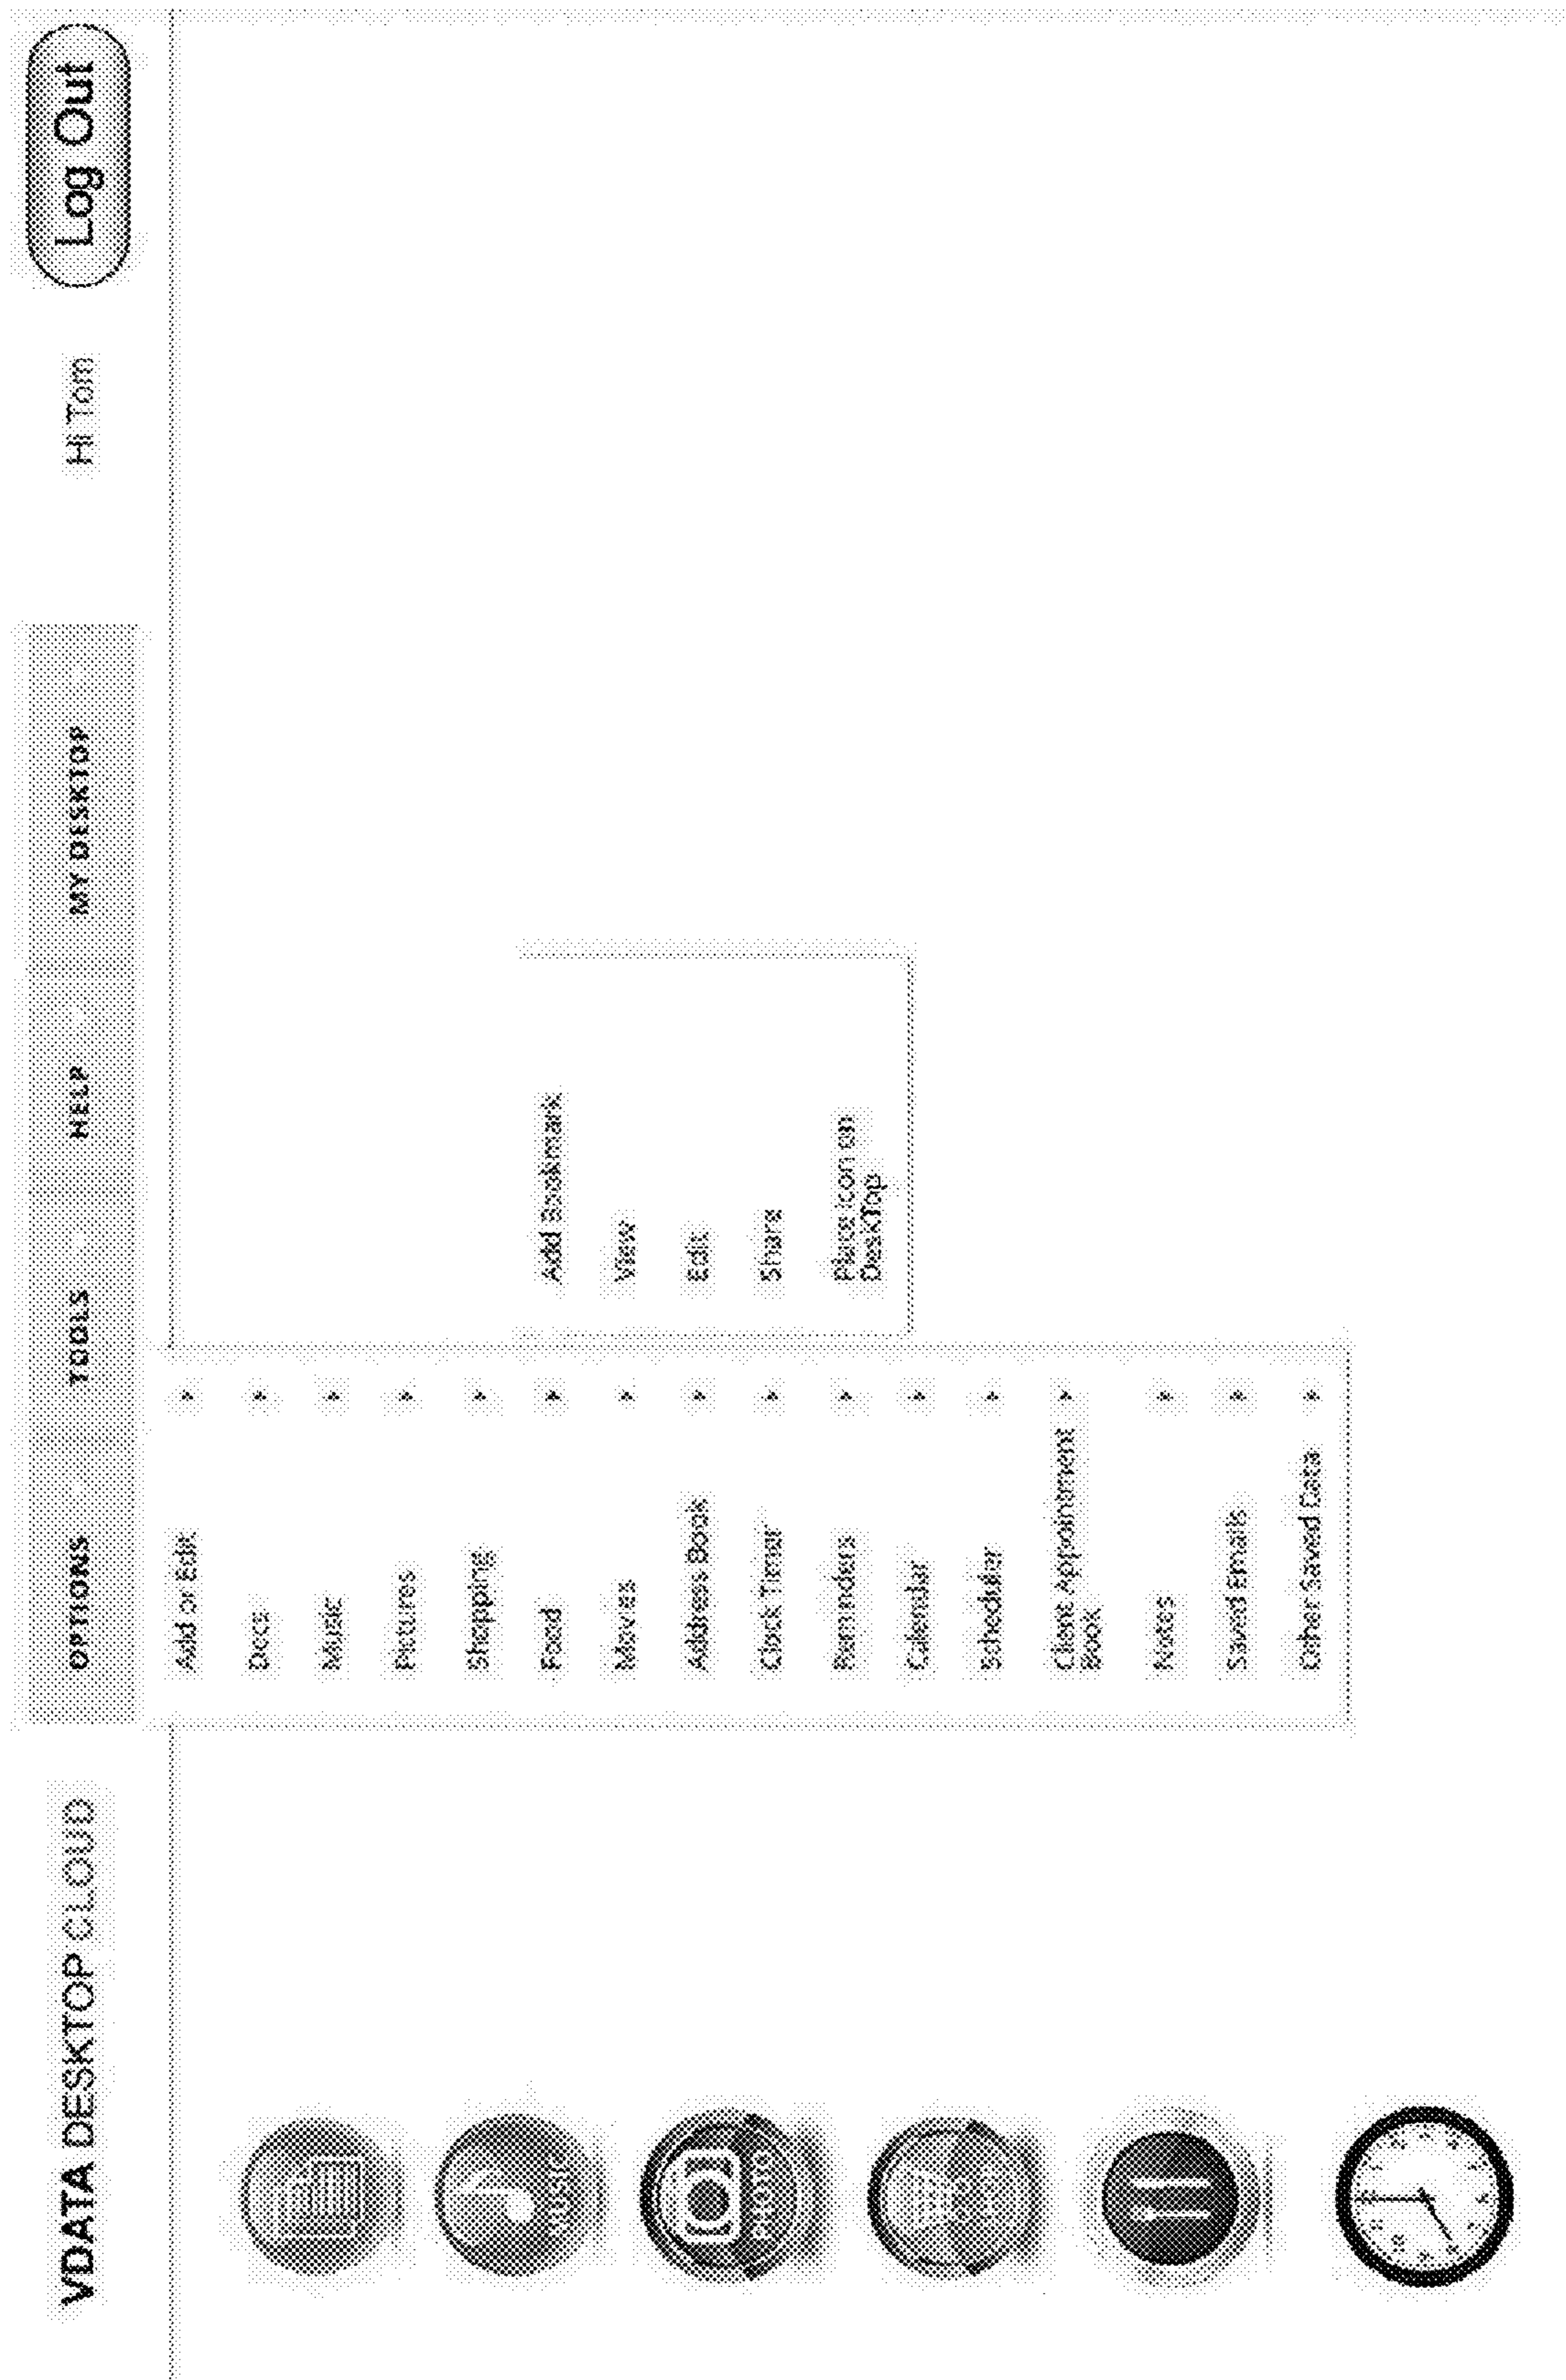 VDATA DESKTOP CLOUD
OPTIONS TOOLS HELP MY DESKTOP
Hi Tom
Log Out
Add or Edit
Docs
Music
Pictures
Shopping
Food
Movies
Address Book
Clock Timer
Reminders
Calendar
Scheduler
Client Appointment
Book
Notes
Saved Emails
Other Saved Data
Add Bookmark
View
Edit
Share
Place icon on
DeskTop
MUSIC
PHOTO